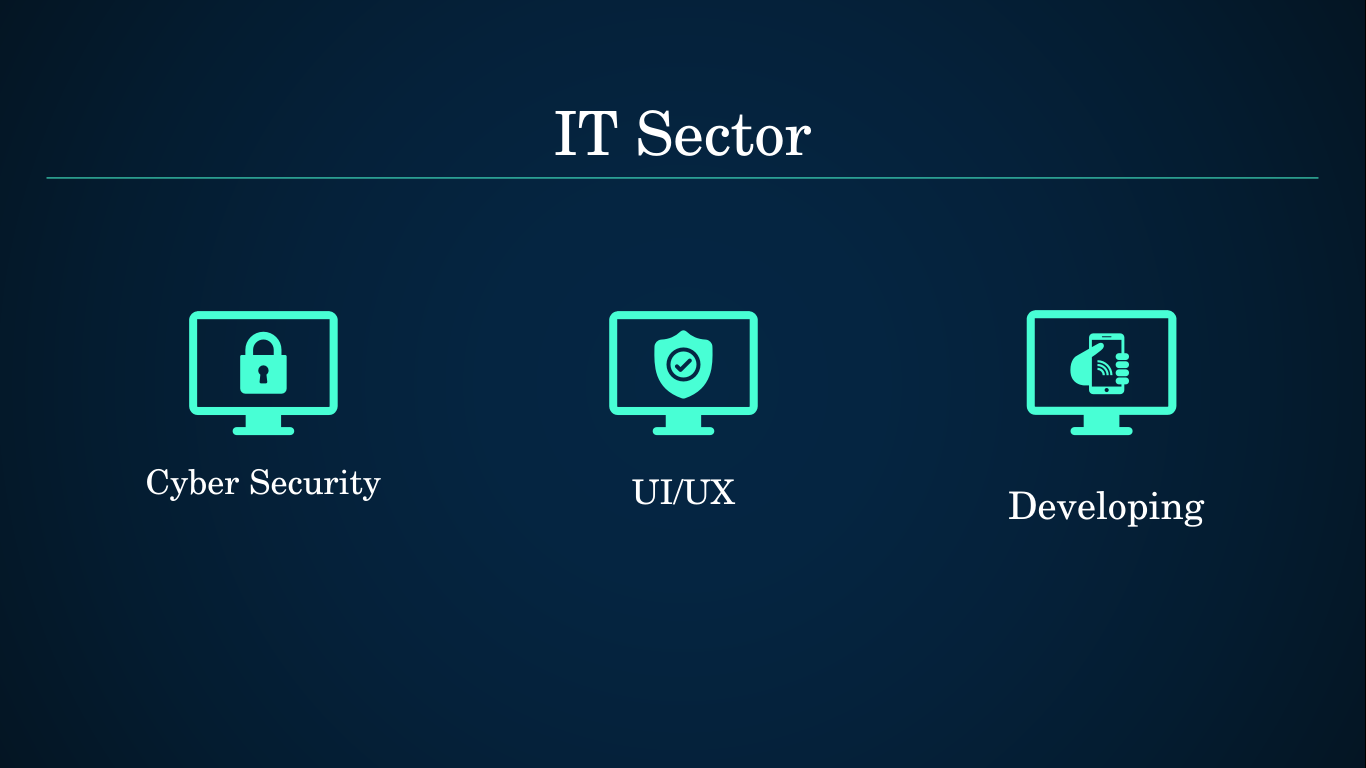 IT Sector
Cyber Security
UI/UX
Developing